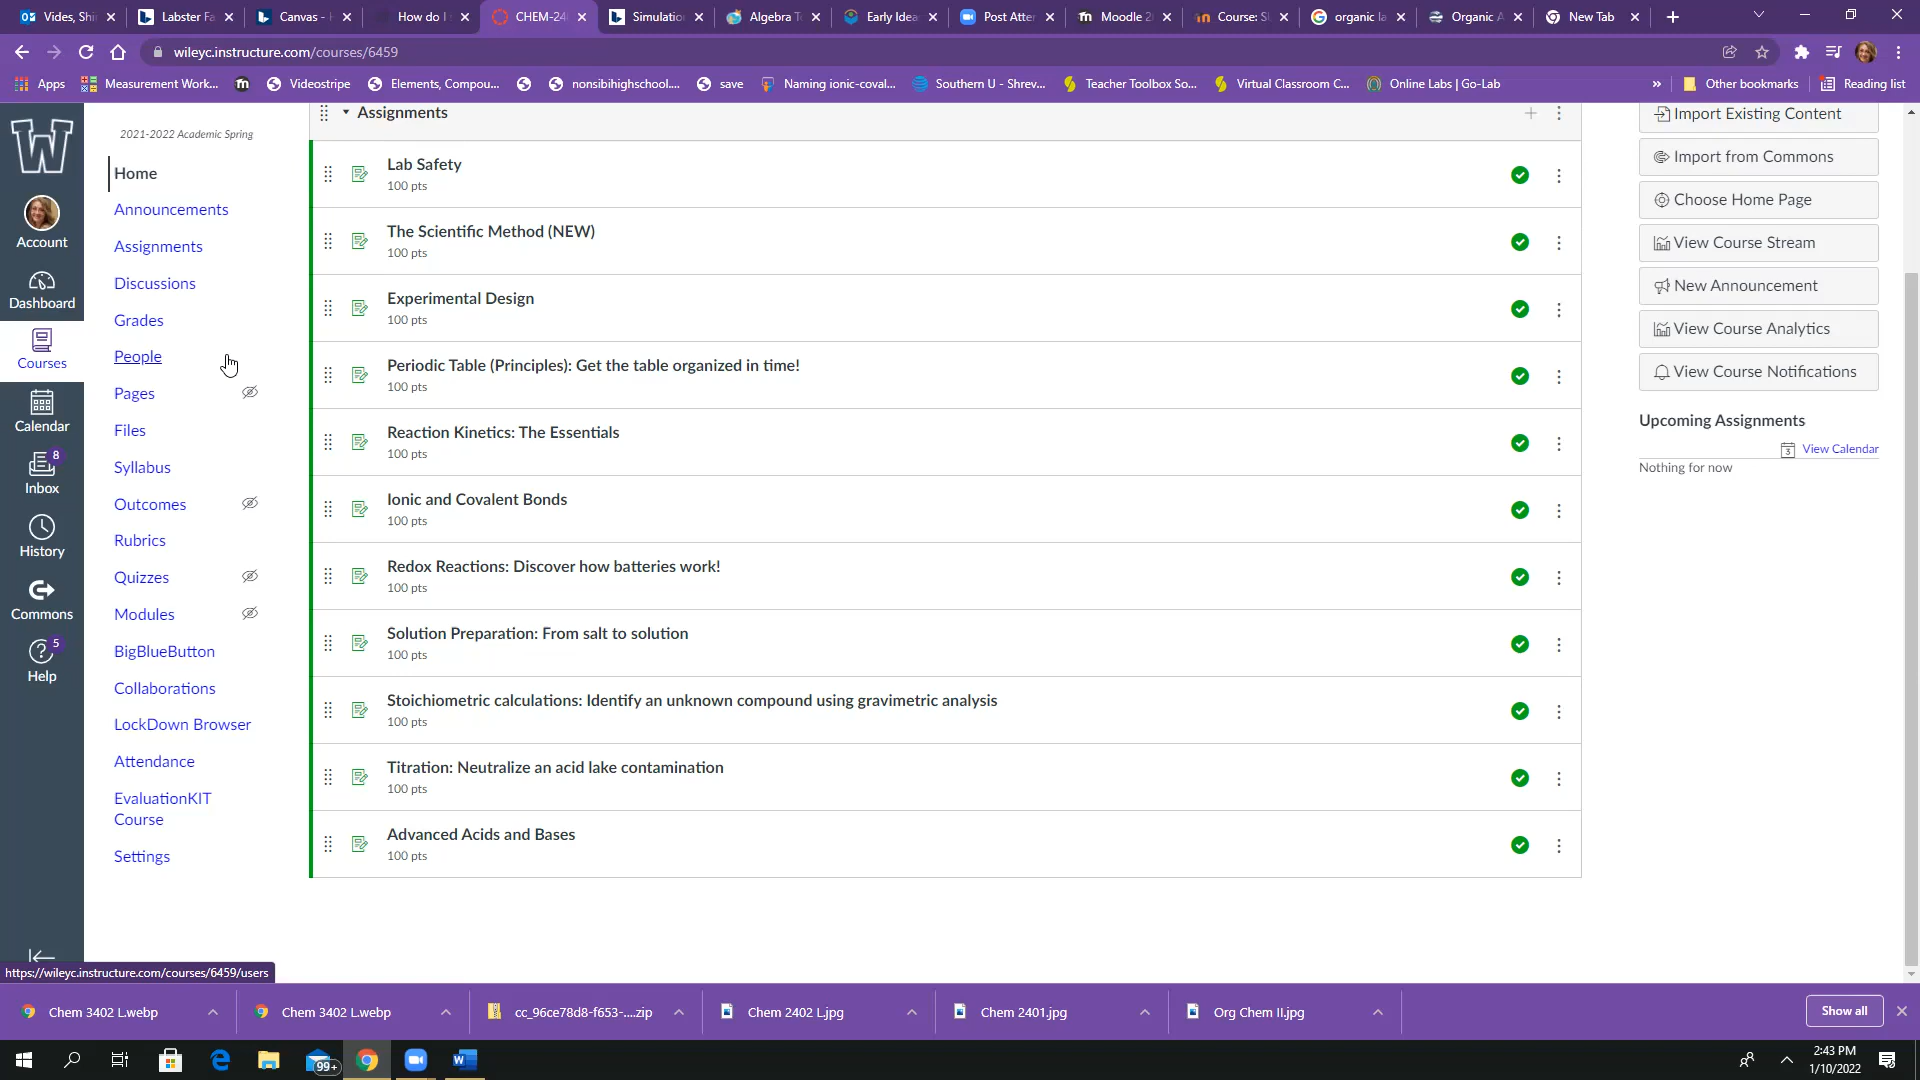 Vides, Shi
Labster Fa
Canvas -
How do I
CHEM-24
Simulatio
Algebra T
Early Idea
Post Atte
Moodle 2
Course: S
organic la
Organic A
New Tab
wileyc.instructure.com/courses/6459
Apps
Measurement Work...
Videostripe
Elements, Compou...
nonsibihighschool....
save
Naming ionic-coval...
Southern U - Shrev...
Teacher Toolbox So...
Virtual Classroom C...
Online Labs | Go-Lab
»
Other bookmarks
Reading list
W
Account
Dashboard
Courses
Calendar
8
Inbox
History
Commons
5
Help
2021-2022 Academic Spring
Home
Announcements
Assignments
Discussions
Grades
People
Pages
Files
Syllabus
Outcomes
Rubrics
Quizzes
Modules
BigBlueButton
Collaborations
LockDown Browser
Attendance
EvaluationKIT
Course
Settings
Assignments
Lab Safety
100 pts
The Scientific Method (NEW)
100 pts
Experimental Design
100 pts
Periodic Table (Principles): Get the table organized in time!
100 pts
Reaction Kinetics: The Essentials
100 pts
Ionic and Covalent Bonds
100 pts
Redox Reactions: Discover how batteries work!
100 pts
Solution Preparation: From salt to solution
100 pts
Stoichiometric calculations: Identify an unknown compound using gravimetric analysis
100 pts
Titration: Neutralize an acid lake contamination
100 pts
Advanced Acids and Bases
100 pts
Import Existing Content
Import from Commons
Choose Home Page
View Course Stream
New Announcement
View Course Analytics
View Course Notifications
Upcoming Assignments
3 View Calendar
Nothing for now
https://wileyc.instructure.com/courses/6459/users
Chem 3402 L.webp
Chem 3402 L.webp
cc_96ce78d8-f653-....zip
Chem 2402 L.jpg
Chem 2401.jpg
Org Chem II.jpg
Show all
99+
2:43 PM
1/10/2022